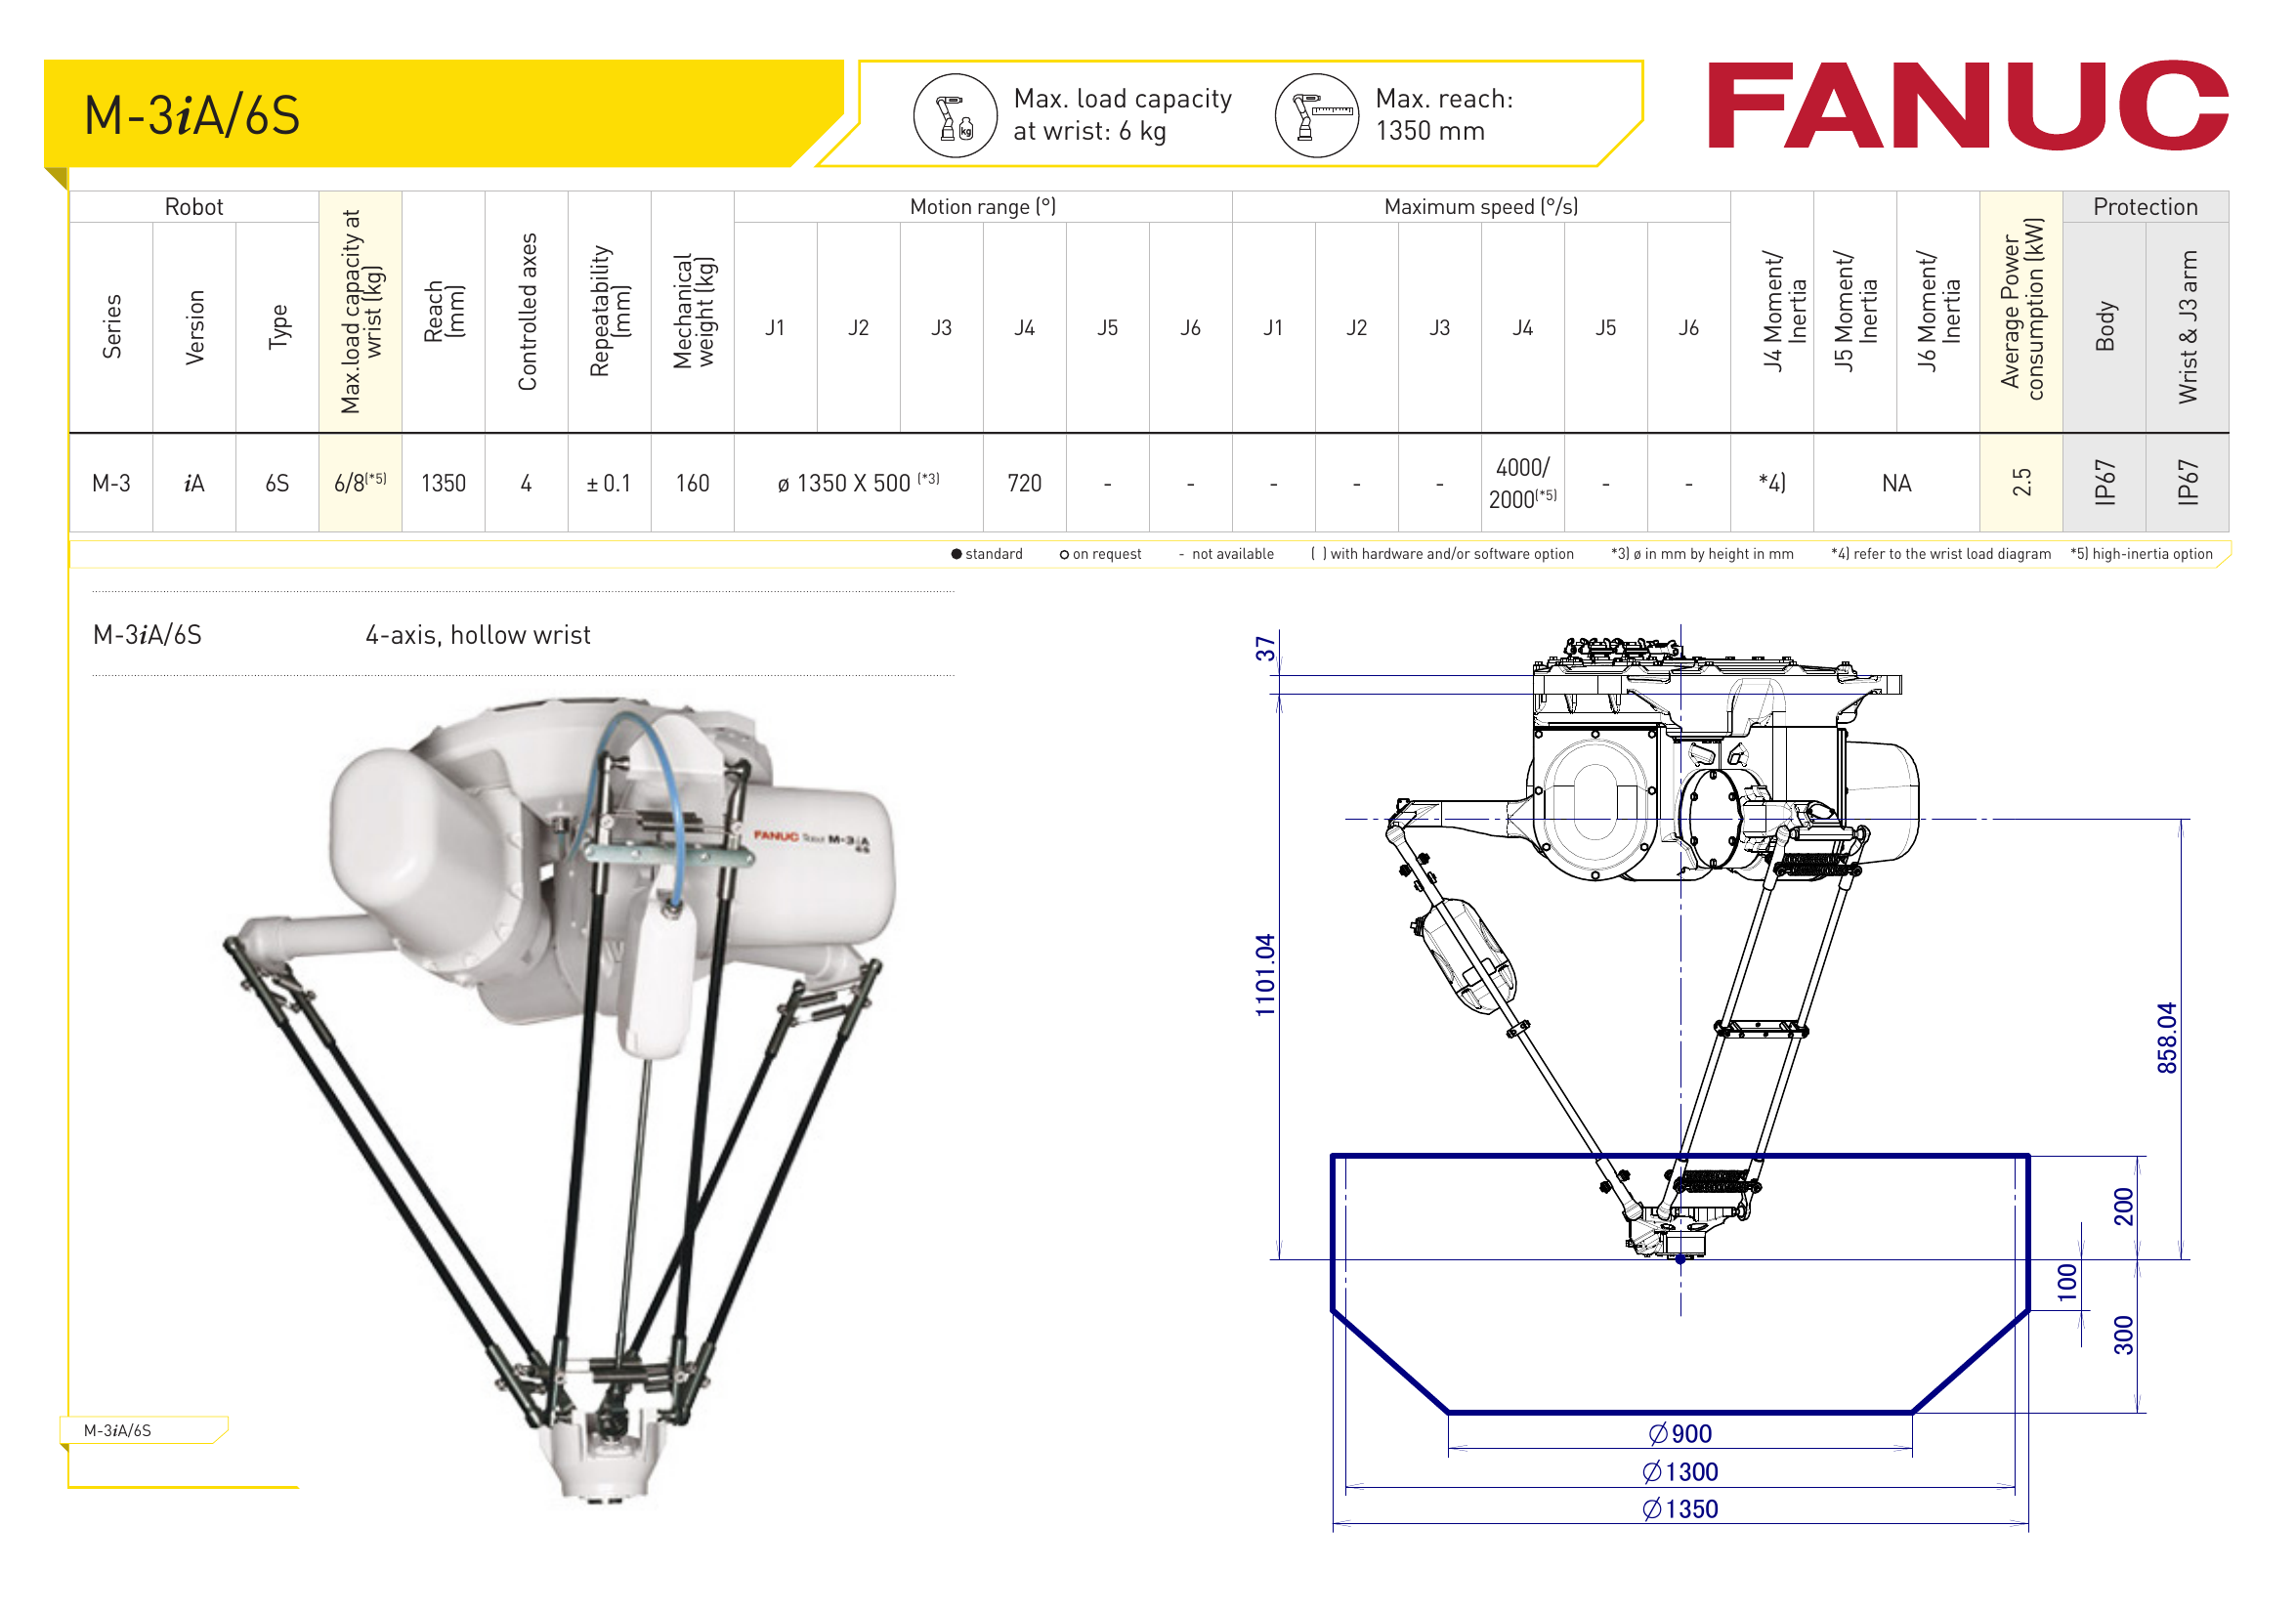 M-3iA/6S
Max. load capacity
at wrist: 6 kg
Max. reach:
1350 mm
FANUC
Robot
Max.load capacity at
wrist (kg)
Reach
(mm)
Controlled axes
Repeatability
(mm)
Mechanical
weight (kg)
Motion range (°)
Maximum speed (°/s)
J4 Moment/
Inertia
J5 Moment/
Inertia
J6 Moment/
Inertia
Average Power
consumption (kW)
Protection
Series
Version
Type
J1
J2
J3
J4
J5
J6
J1
J2
J3
J4
J5
J6
Body
Wrist & J3 arm
M-3
iA
6S
6/8(*5)
1350
4
± 0.1
160
ø 1350 X 500 (*3)
720
-
-
-
-
-
4000/
2000(*5)
-
-
*4)
NA
2.5
IP67
IP67
● standard
○ on request
- not available
( ) with hardware and/or software option
*3) ø in mm by height in mm
*4) refer to the wrist load diagram
*5) high-inertia option
M-3iA/6S
4-axis, hollow wrist
FANUC Robot M-3iA
6S
37
1101.04
858.04
200
100
300
∅900
∅1300
∅1350
M-3iA/6S